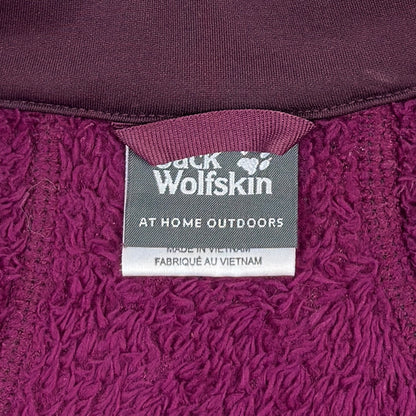 Jack
Wolfskin
AT HOME OUTDOORS
MADE IN VIETNAM
FABRIQUÉ AU VIETNAM